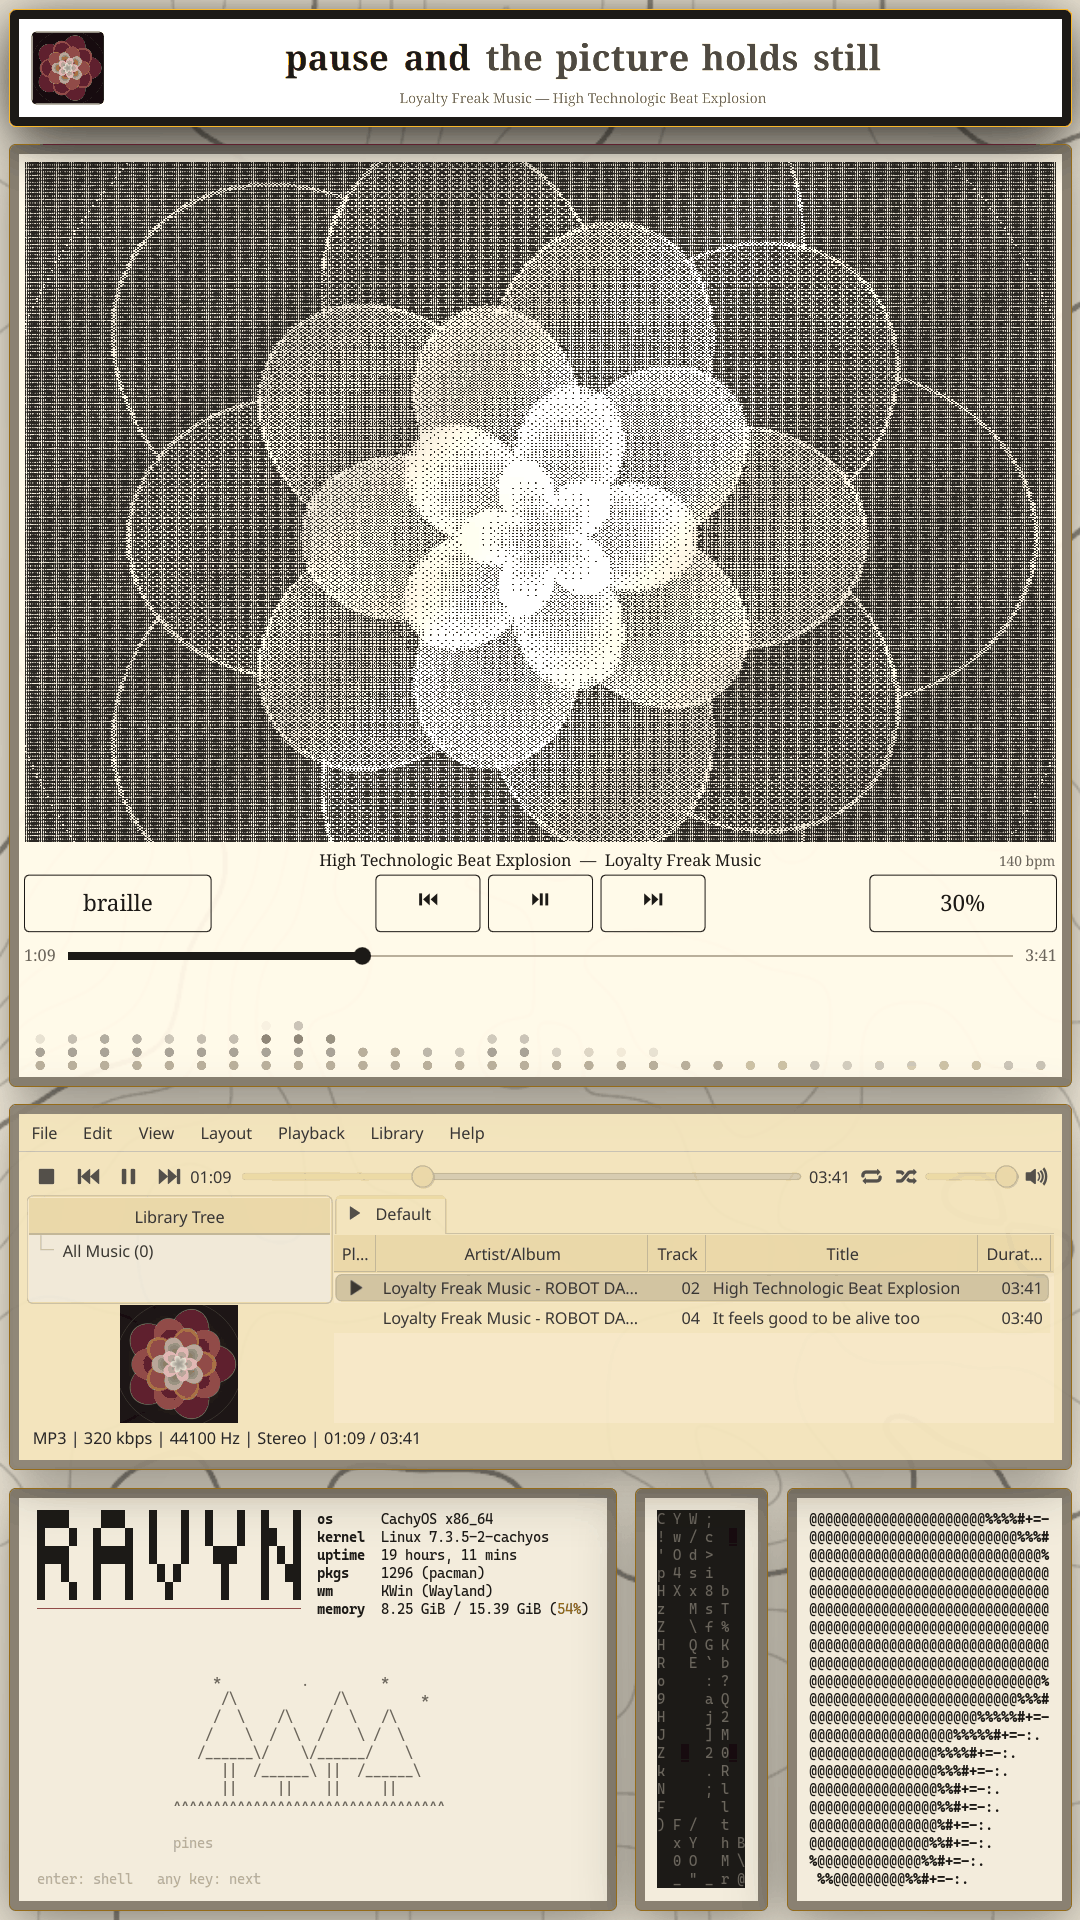 pause and the picture holds still
Loyalty Freak Music — High Technologic Beat Explosion
High Technologic Beat Explosion — Loyalty Freak Music
140 bpm
braille
30%
1:09
3:41
File Edit View Layout Playback Library Help
01:09
03:41
Library Tree
All Music (0)
Default
Pl... Artist/Album Track Title Durat...
Loyalty Freak Music - ROBOT DA... 02 High Technologic Beat Explosion 03:41
Loyalty Freak Music - ROBOT DA... 04 It feels good to be alive too 03:40
MP3 | 320 kbps | 44100 Hz | Stereo | 01:09 / 03:41
RAVYN
os CachyOS x86_64
kernel Linux 7.3.5-2-cachyos
uptime 19 hours, 11 mins
pkgs 1296 (pacman)
wm KWin (Wayland)
memory 8.25 GiB / 15.39 GiB (54%)
pines
enter: shell any key: next